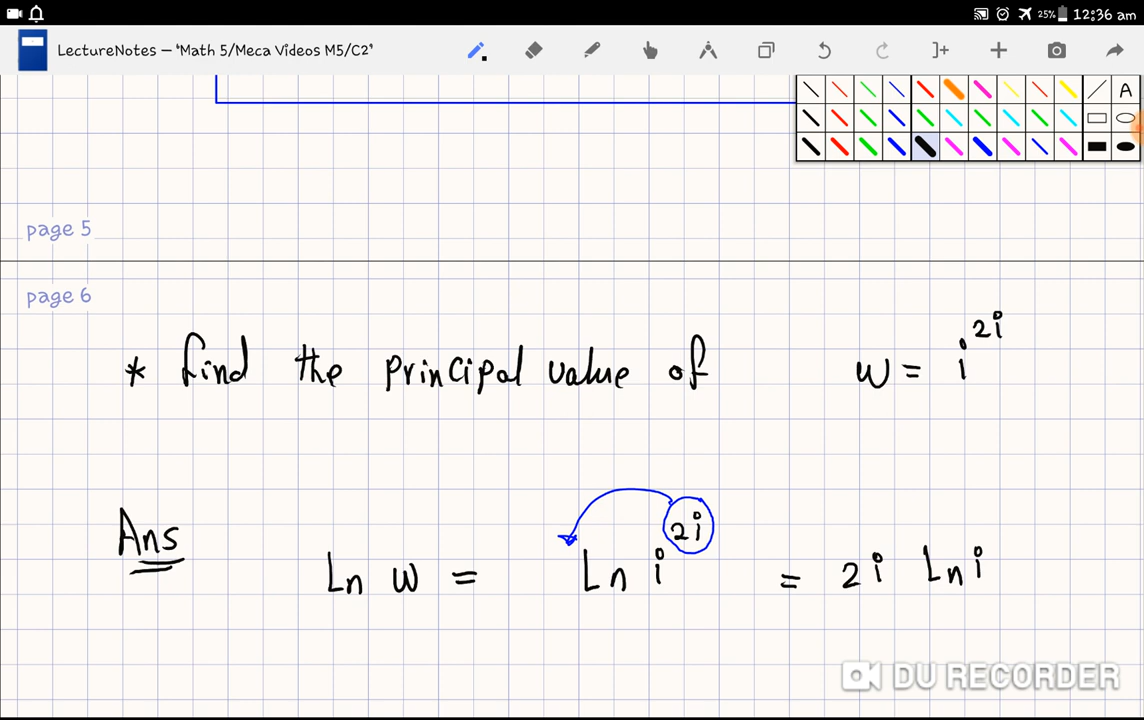 25% 12:36 am
LectureNotes – 'Math 5/Meca Videos M5/C2'
A
page 5
page 6
* find the principal value of w = i^{2i}
Ans
Ln w = Ln i^{2i} = 2i Ln i
DU RECORDER